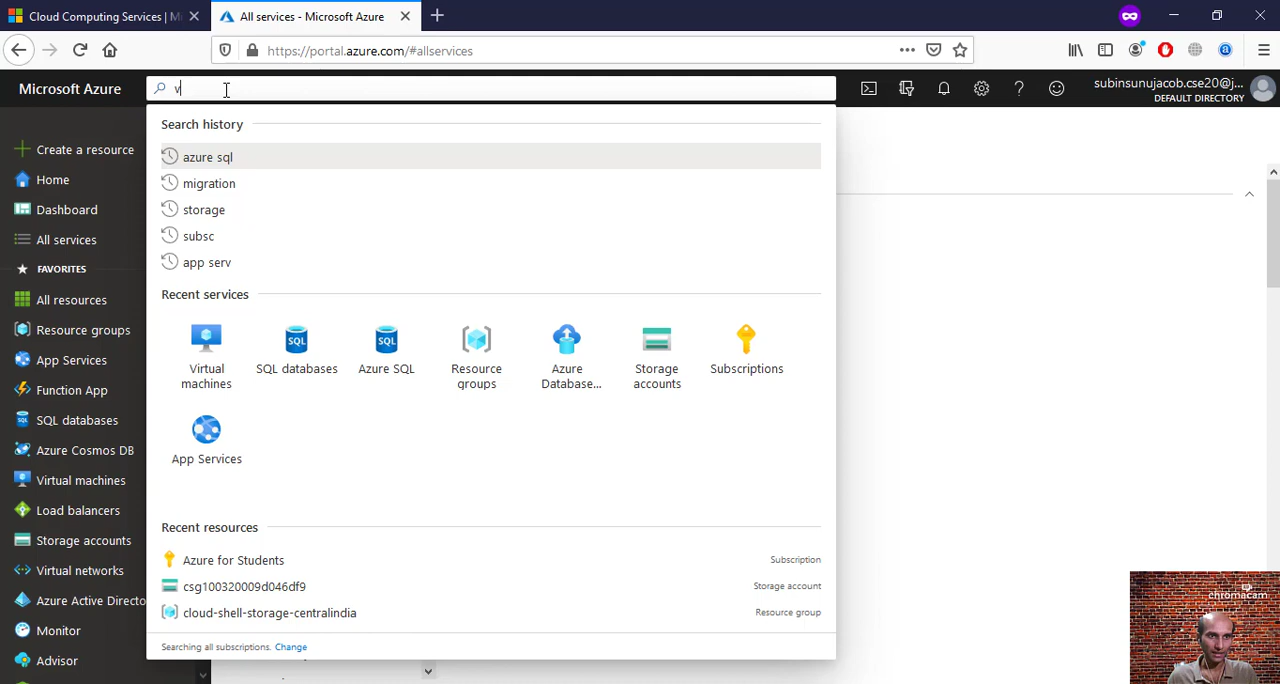 Cloud Computing Services | M
All services - Microsoft Azure
https://portal.azure.com/#allservices
Microsoft Azure
v
subinsunujacob.cse20@j...
DEFAULT DIRECTORY
Create a resource
Home
Dashboard
All services
FAVORITES
All resources
Resource groups
App Services
Function App
SQL databases
Azure Cosmos DB
Virtual machines
Load balancers
Storage accounts
Virtual networks
Azure Active Directo
Monitor
Advisor
Search history
azure sql
migration
storage
subsc
app serv
Recent services
Virtual machines
SQL databases
Azure SQL
Resource groups
Azure Database...
Storage accounts
Subscriptions
App Services
Recent resources
Azure for Students
Subscription
csg100320009d046df9
Storage account
cloud-shell-storage-centralindia
Resource group
Searching all subscriptions. Change
chromacam